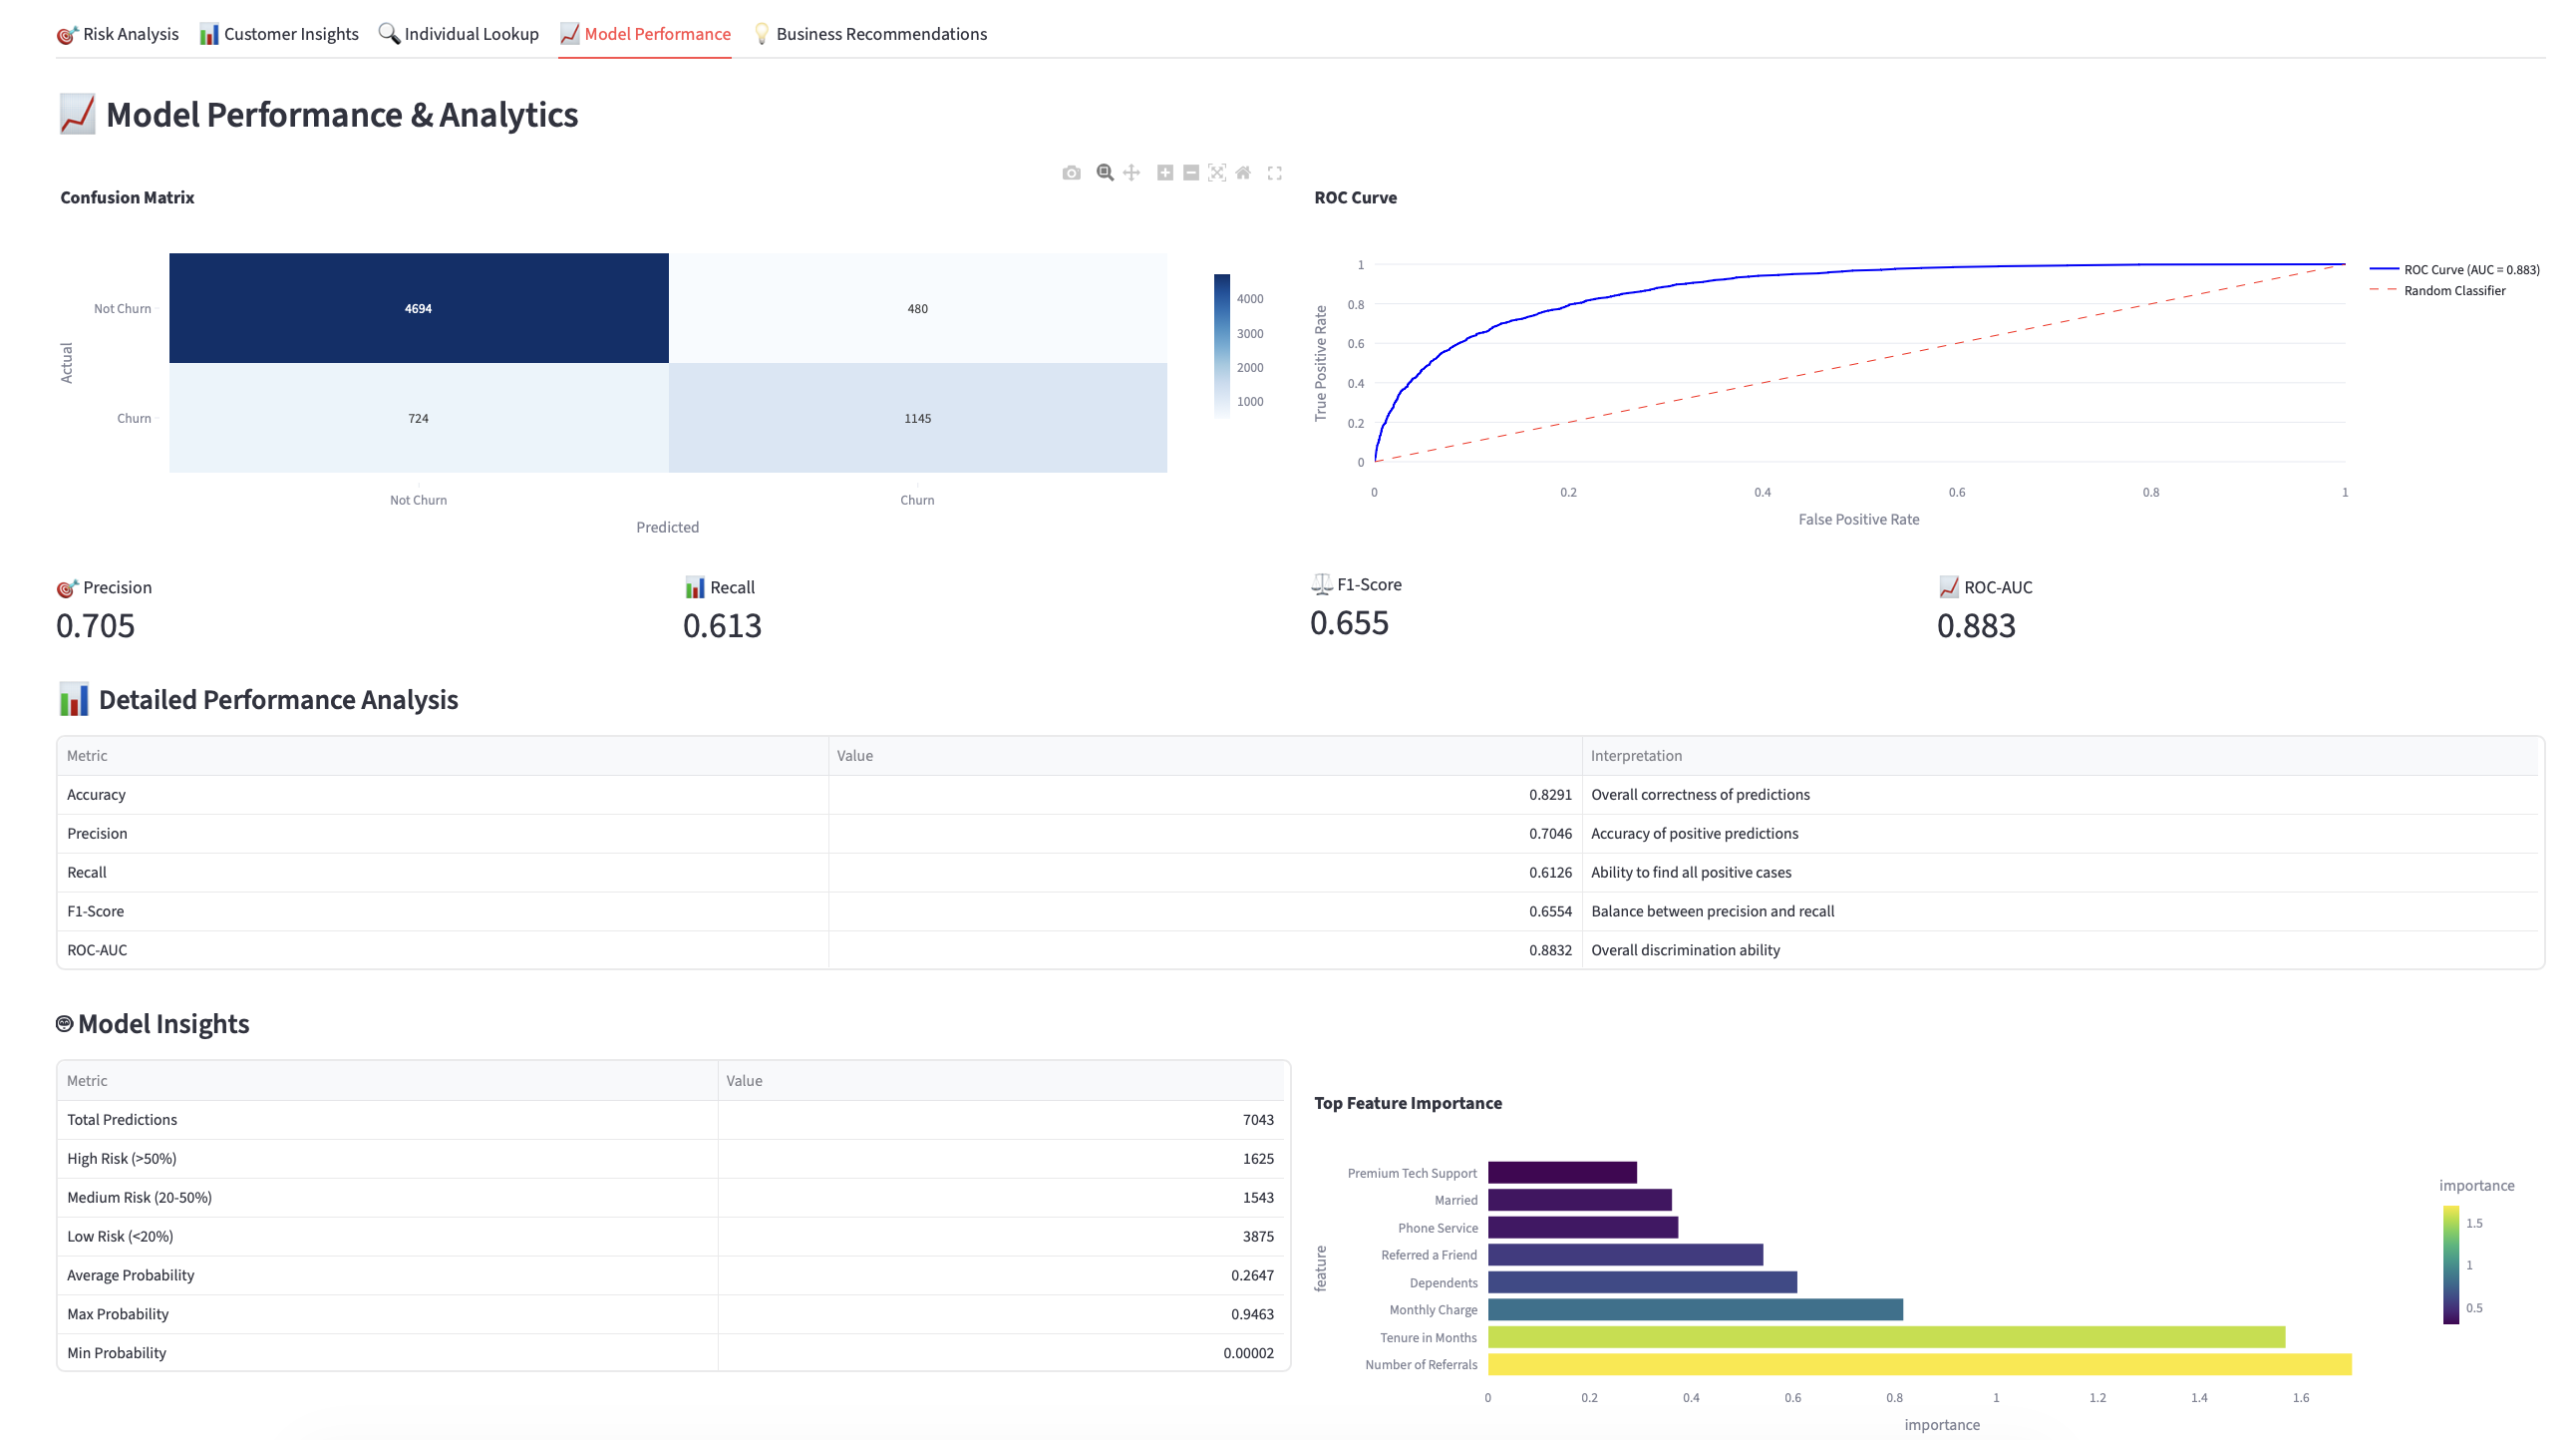 Risk Analysis Customer Insights Individual Lookup Model Performance Business Recommendations
Model Performance & Analytics
Confusion Matrix
Actual
Not Churn
Churn
4694 480
724 1145
Not Churn Churn
Predicted
4000
3000
2000
1000
ROC Curve
True Positive Rate
1
0.8
0.6
0.4
0.2
0
0 0.2 0.4 0.6 0.8 1
False Positive Rate
ROC Curve (AUC = 0.883)
Random Classifier
Precision
0.705
Recall
0.613
F1-Score
0.655
ROC-AUC
0.883
Detailed Performance Analysis
Metric Value Interpretation
Accuracy 0.8291 Overall correctness of predictions
Precision 0.7046 Accuracy of positive predictions
Recall 0.6126 Ability to find all positive cases
F1-Score 0.6554 Balance between precision and recall
ROC-AUC 0.8832 Overall discrimination ability
Model Insights
Metric Value
Total Predictions 7043
High Risk (>50%) 1625
Medium Risk (20-50%) 1543
Low Risk (<20%) 3875
Average Probability 0.2647
Max Probability 0.9463
Min Probability 0.00002
Top Feature Importance
feature
Premium Tech Support
Married
Phone Service
Referred a Friend
Dependents
Monthly Charge
Tenure in Months
Number of Referrals
0 0.2 0.4 0.6 0.8 1 1.2 1.4 1.6
importance
importance
1.5
1
0.5